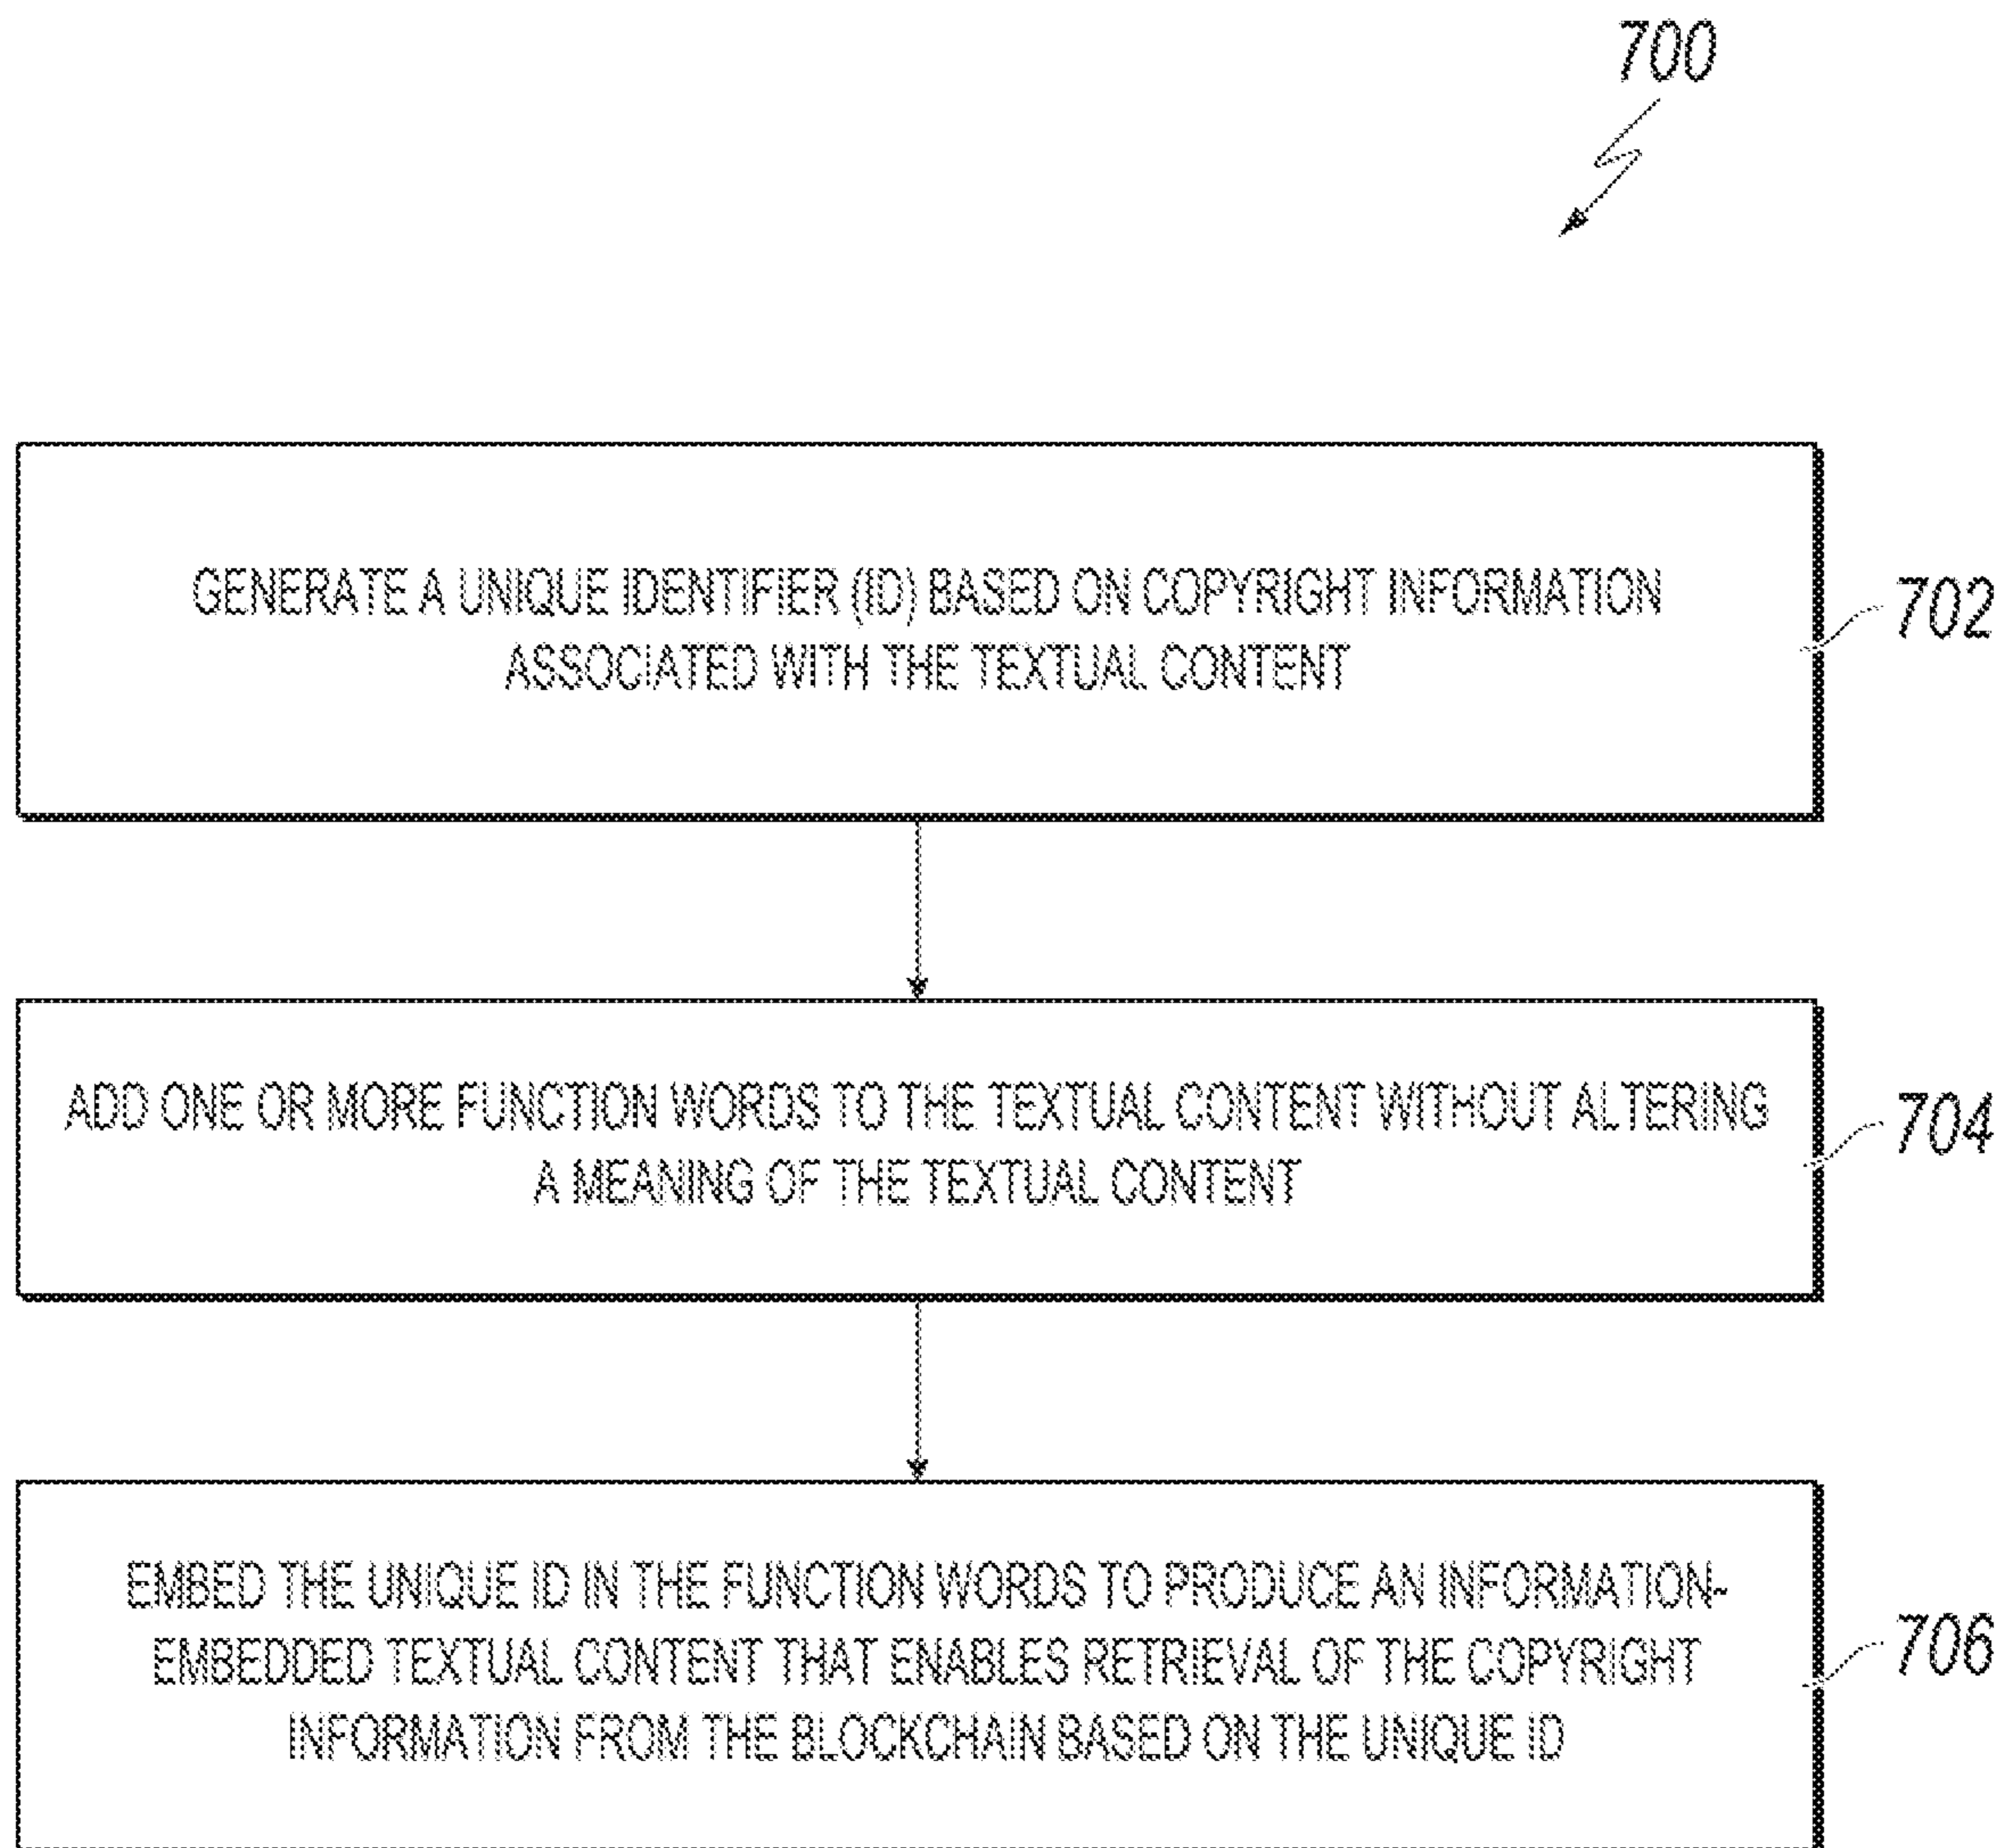 700
GENERATE A UNIQUE IDENTIFIER (ID) BASED ON COPYRIGHT INFORMATION
ASSOCIATED WITH THE TEXTUAL CONTENT
702
ADD ONE OR MORE FUNCTION WORDS TO THE TEXTUAL CONTENT WITHOUT ALTERING
A MEANING OF THE TEXTUAL CONTENT
704
EMBED THE UNIQUE ID IN THE FUNCTION WORDS TO PRODUCE AN INFORMATION-
EMBEDDED TEXTUAL CONTENT THAT ENABLES RETRIEVAL OF THE COPYRIGHT
INFORMATION FROM THE BLOCKCHAIN BASED ON THE UNIQUE ID
706